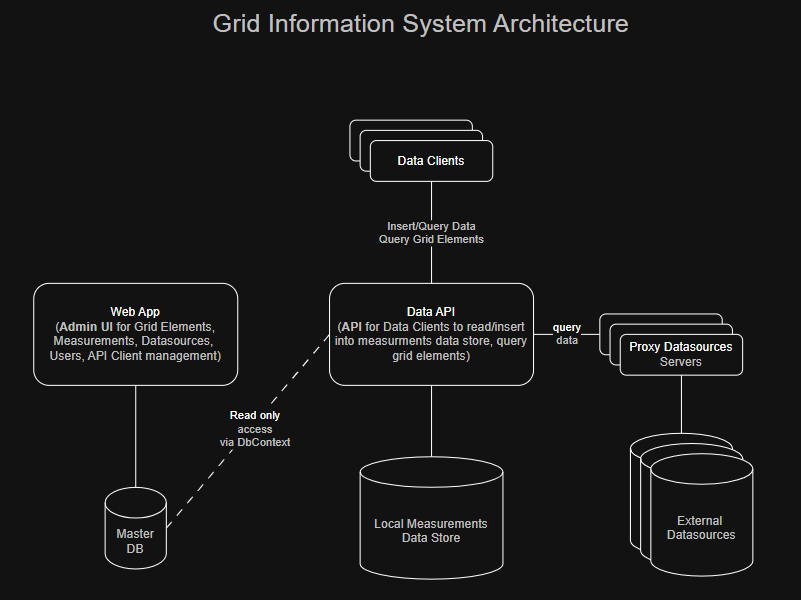 Grid Information System Architecture
Data Clients
Insert/Query Data
Query Grid Elements
Web App
(Admin UI for Grid Elements,
Measurements, Datasources,
Users, API Client management)
Data API
(API for Data Clients to read/insert
into measurments data store, query
grid elements)
query
data
Proxy Datasources
Servers
Read only
access
via DbContext
Master
DB
Local Measurements
Data Store
External
Datasources